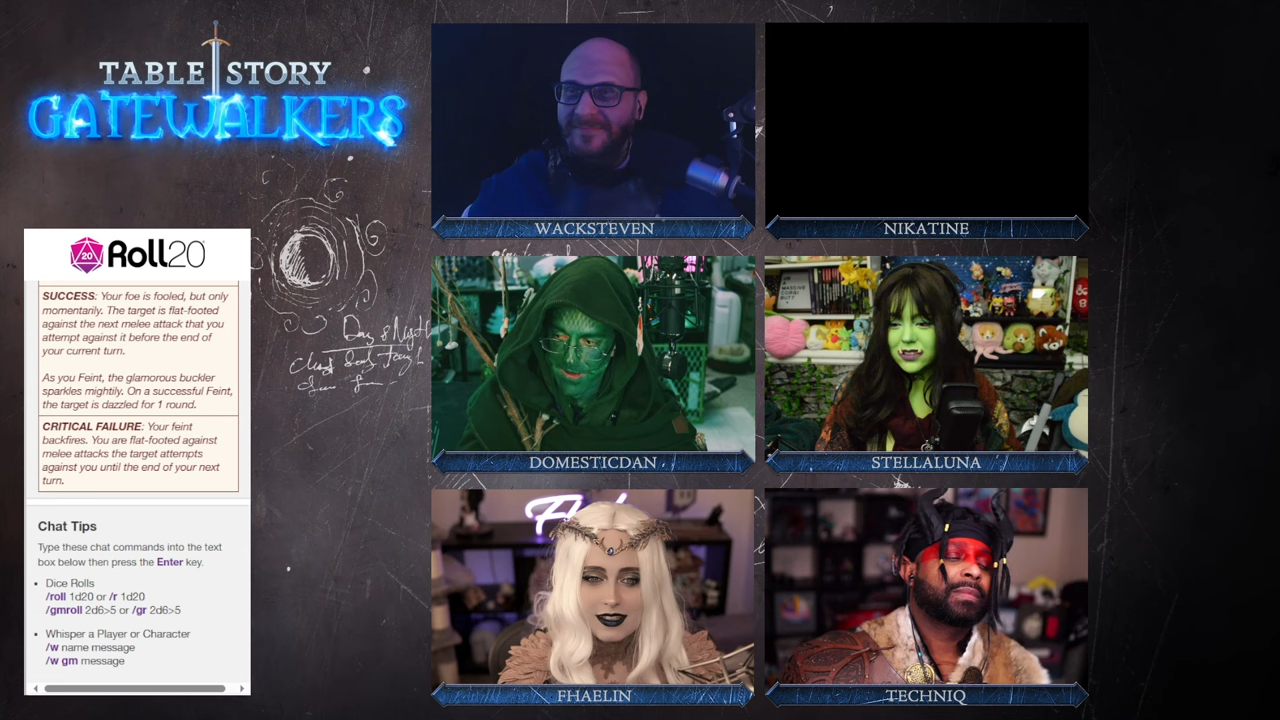 TABLE STORY
GATEWALKERS
WACKSTEVEN
NIKATINE
20
Roll20
SUCCESS: Your foe is fooled, but only
momentarily. The target is flat-footed
against the next melee attack that you
attempt against it before the end of
your current turn.
As you Feint, the glamorous buckler
sparkles mightily. On a successful Feint,
the target is dazzled for 1 round.
CRITICAL FAILURE: Your feint
backfires. You are flat-footed against
melee attacks the target attempts
against you until the end of your next
turn.
Chat Tips
Type these chat commands into the text
box below then press the Enter key.
• Dice Rolls
/roll 1d20 or /r 1d20
/gmroll 2d6>5 or /gr 2d6>5
• Whisper a Player or Character
/w name message
/w gm message
Day & Night
MASSIVE
CORGI
BUTT
DOMESTICDAN
STELLALUNA
FHAELIN
TECHNIQ